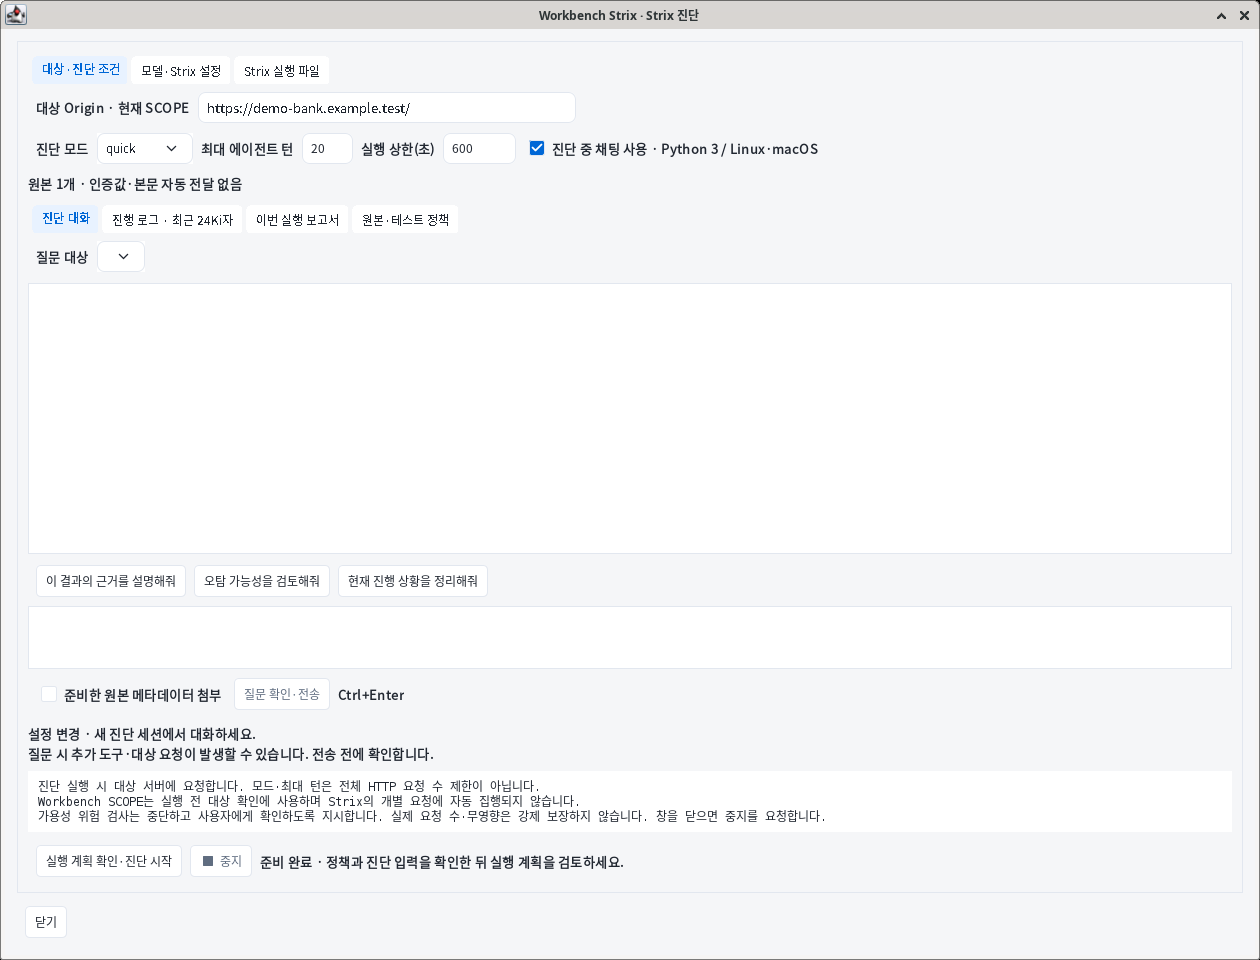 Workbench Strix · Strix 진단
대상·진단 조건 모델·Strix 설정 Strix 실행 파일
대상 Origin · 현재 SCOPE https://demo-bank.example.test/
진단 모드 quick 최대 에이전트 턴 20 실행 상한(초) 600 진단 중 채팅 사용 · Python 3 / Linux·macOS
원본 1개 · 인증값·본문 자동 전달 없음
진단 대화 진행 로그 · 최근 24Ki자 이번 실행 보고서 원본·테스트 정책
질문 대상
이 결과의 근거를 설명해줘 오탐 가능성을 검토해줘 현재 진행 상황을 정리해줘
준비한 원본 메타데이터 첨부 질문 확인·전송 Ctrl+Enter
설정 변경 · 새 진단 세션에서 대화하세요.
질문 시 추가 도구·대상 요청이 발생할 수 있습니다. 전송 전에 확인합니다.
진단 실행 시 대상 서버에 요청합니다. 모드·최대 턴은 전체 HTTP 요청 수 제한이 아닙니다.
Workbench SCOPE는 실행 전 대상 확인에 사용하며 Strix의 개별 요청에 자동 집행되지 않습니다.
가용성 위험 검사는 중단하고 사용자에게 확인하도록 지시합니다. 실제 요청 수·무영향은 강제 보장하지 않습니다. 창을 닫으면 중지를 요청합니다.
실행 계획 확인·진단 시작 중지 준비 완료 · 정책과 진단 입력을 확인한 뒤 실행 계획을 검토하세요.
닫기